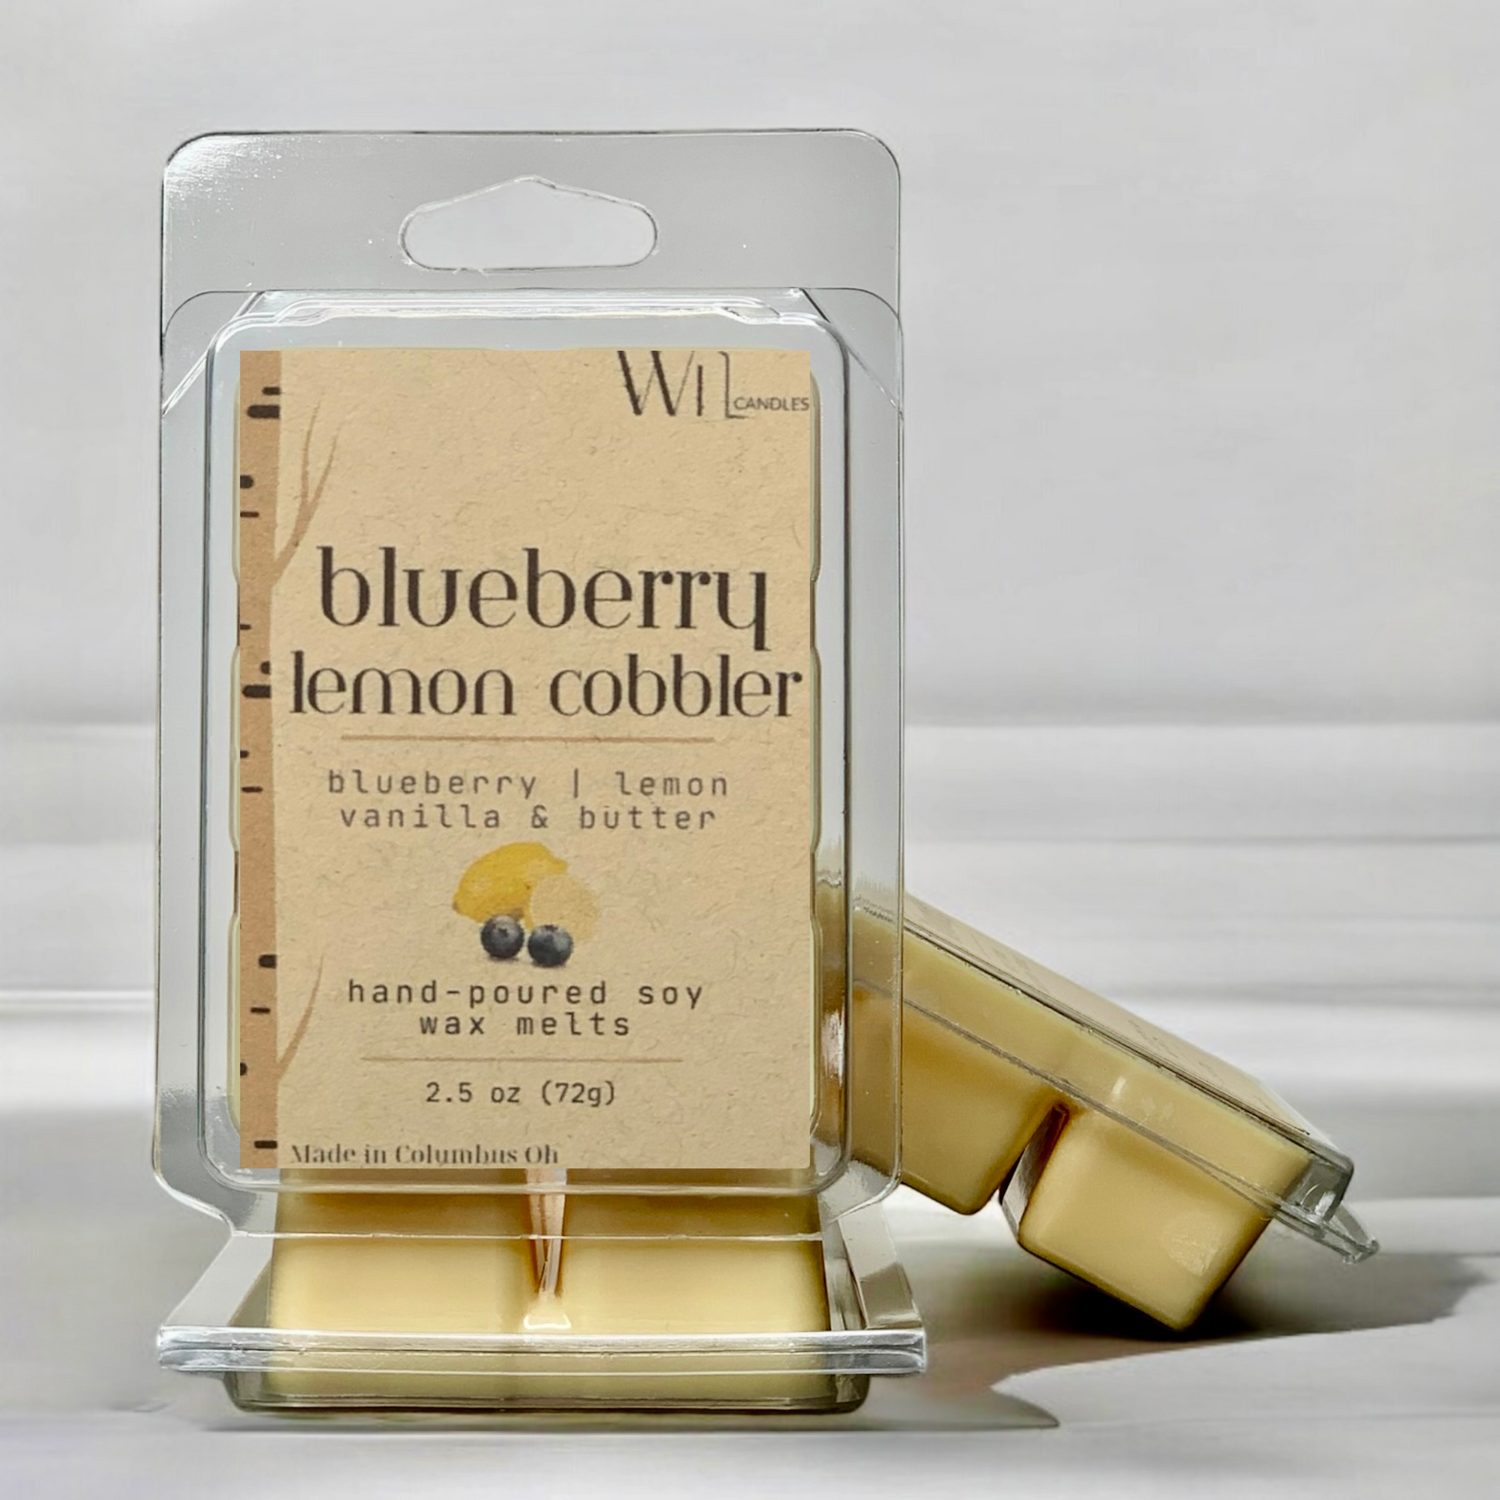 WIL CANDLES
blueberry
lemon cobbler
blueberry | lemon
vanilla & butter
hand-poured soy
wax melts
2.5 oz (72g)
Made in Columbus Oh